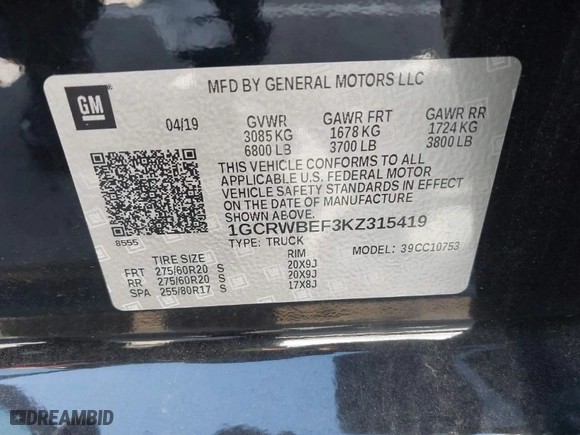 MFD BY GENERAL MOTORS LLC
GM
04/19 GVWR GAWR FRT GAWR RR
3085 KG 1678 KG 1724 KG
6800 LB 3700 LB 3800 LB
THIS VEHICLE CONFORMS TO ALL
APPLICABLE U.S. FEDERAL MOTOR
VEHICLE SAFETY STANDARDS IN EFFECT
ON THE DATE OF MANUFACTURE
SHOWN ABOVE.
1GCRWBEF3KZ315419
8555
TYPE: TRUCK MODEL: 39CC10753
TIRE SIZE RIM
FRT 275/60R20 S 20X9J
RR 275/60R20 S 20X9J
SPA 255/80R17 S 17X8J
DREAMBID